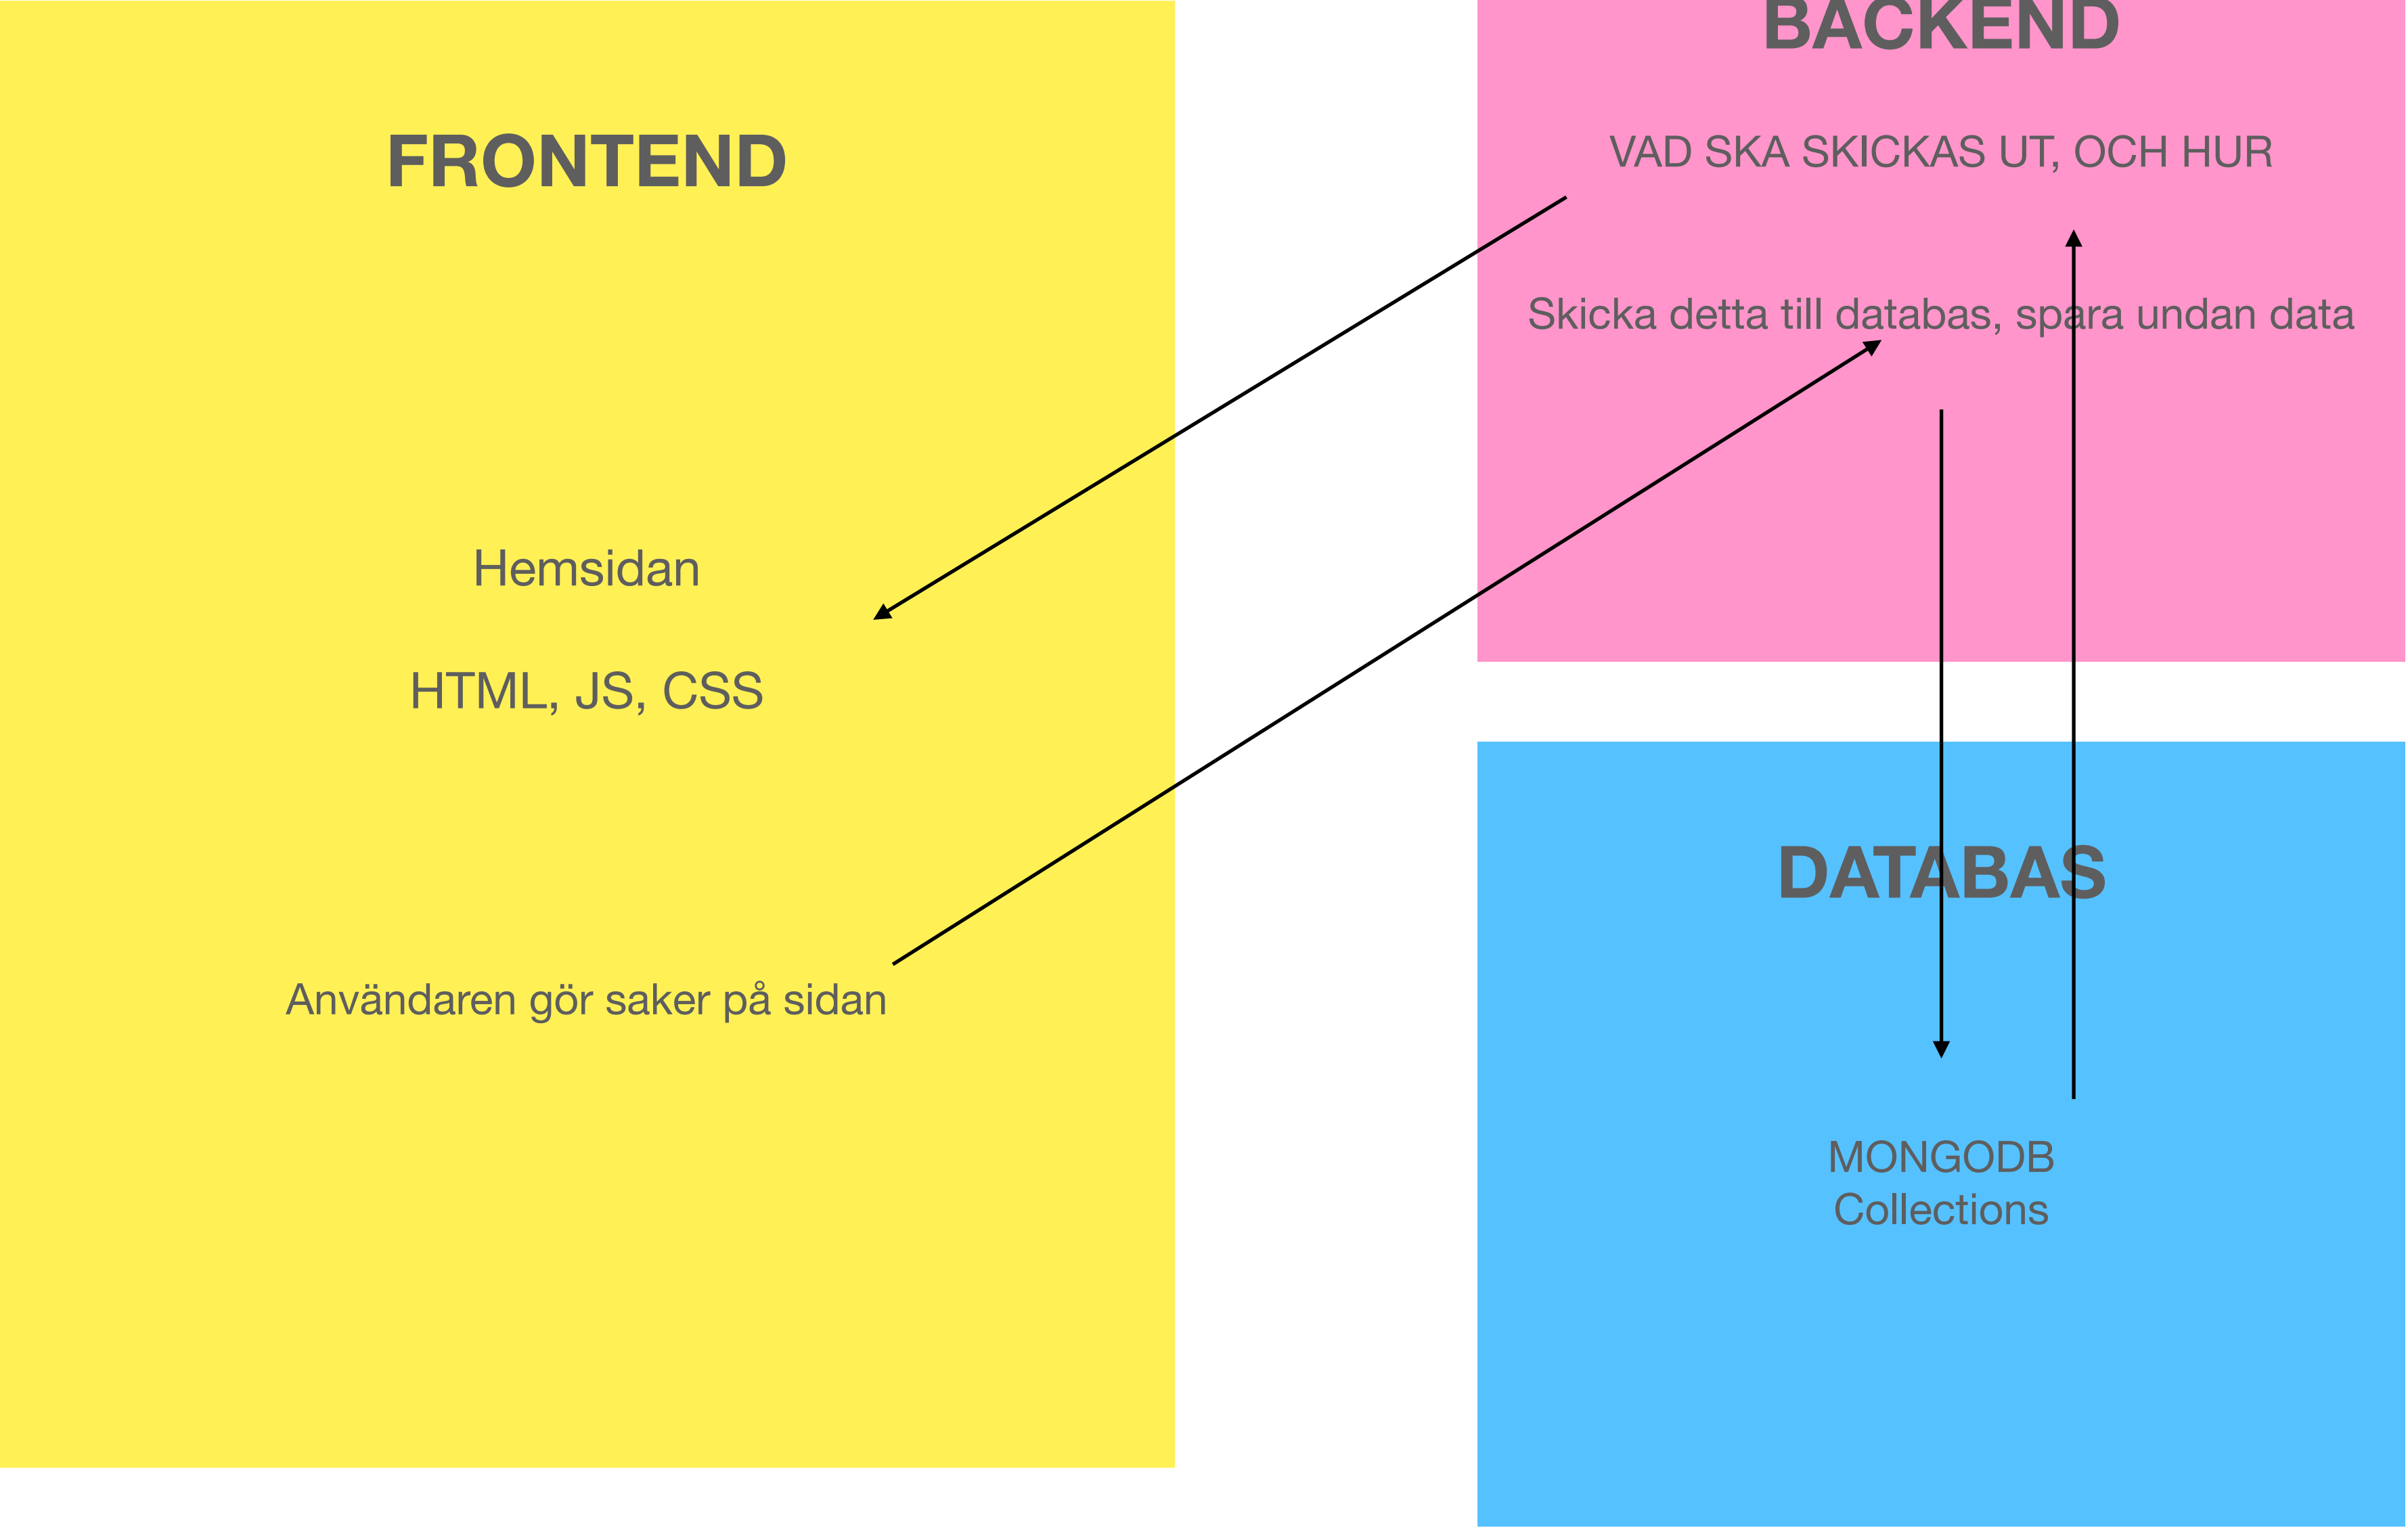 FRONTEND
Hemsidan
HTML, JS, CSS
Användaren gör saker på sidan
BACKEND
VAD SKA SKICKAS UT, OCH HUR
Skicka deta till databas, spara undan data
DATABAS
MONGODB
Collections